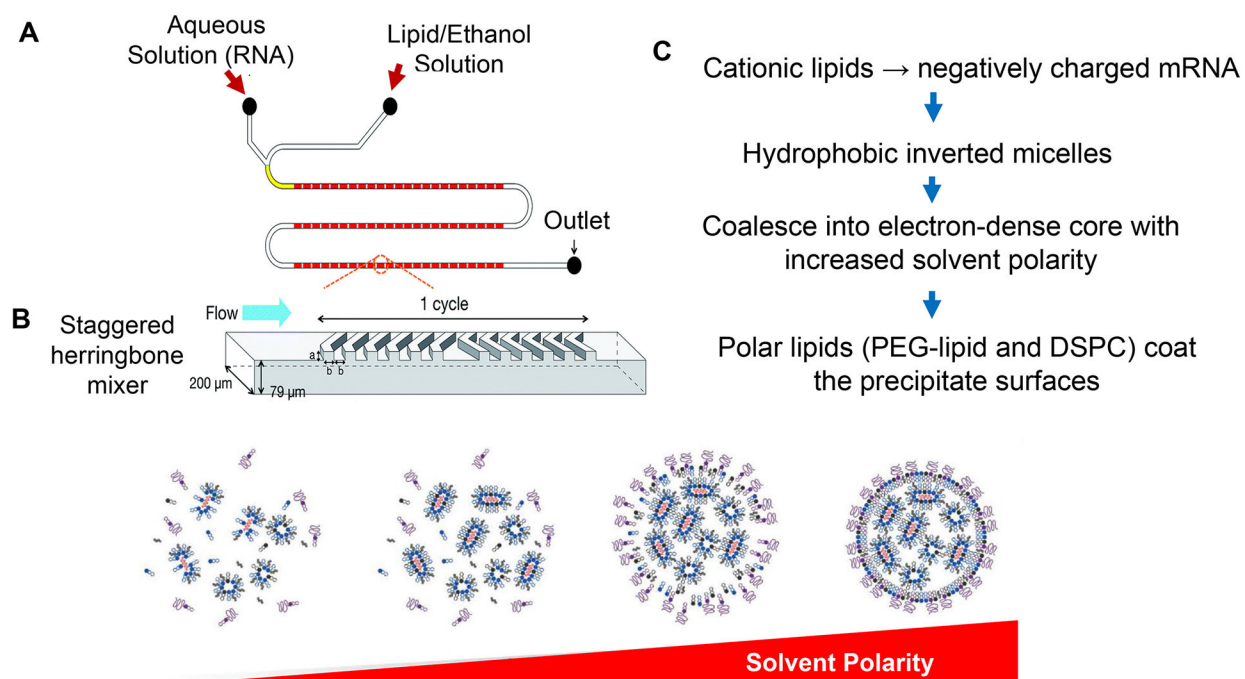 A
Aqueous
Solution (RNA)
Lipid/Ethanol
Solution
Outlet
B
Staggered
herringbone
mixer
Flow
1 cycle
a
b b
200 µm
79 µm
C
Cationic lipids → negatively charged mRNA
Hydrophobic inverted micelles
Coalesce into electron-dense core with
increased solvent polarity
Polar lipids (PEG-lipid and DSPC) coat
the precipitate surfaces
Solvent Polarity